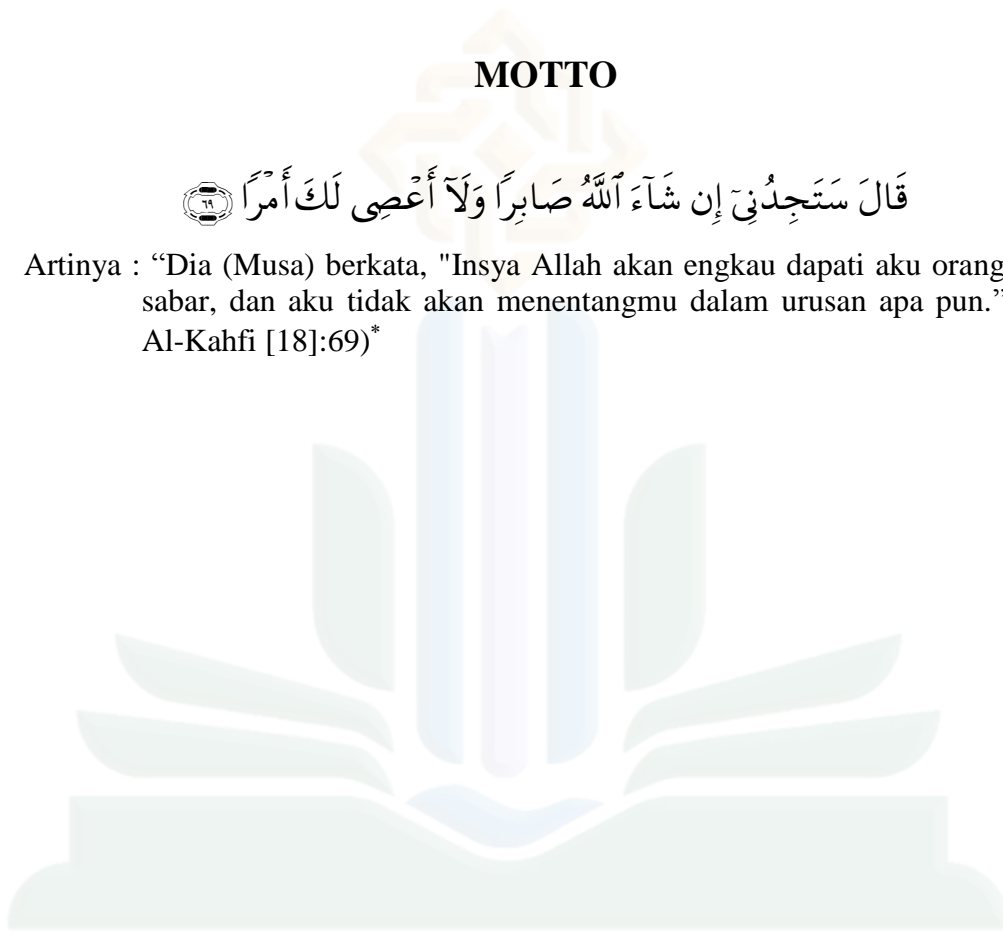 MOTTO
قَالَ سَتَجِدُنِىٓ إِن شَآءَ ٱللَّهُ صَابِرًا وَلَآ أَعْصِى لَكَ أَمْرًا ۝٦٩
Artinya : “Dia (Musa) berkata, "Insya Allah akan engkau dapati aku orang
sabar, dan aku tidak akan menentangmu dalam urusan apa pun.”
Al-Kahfi [18]:69)*